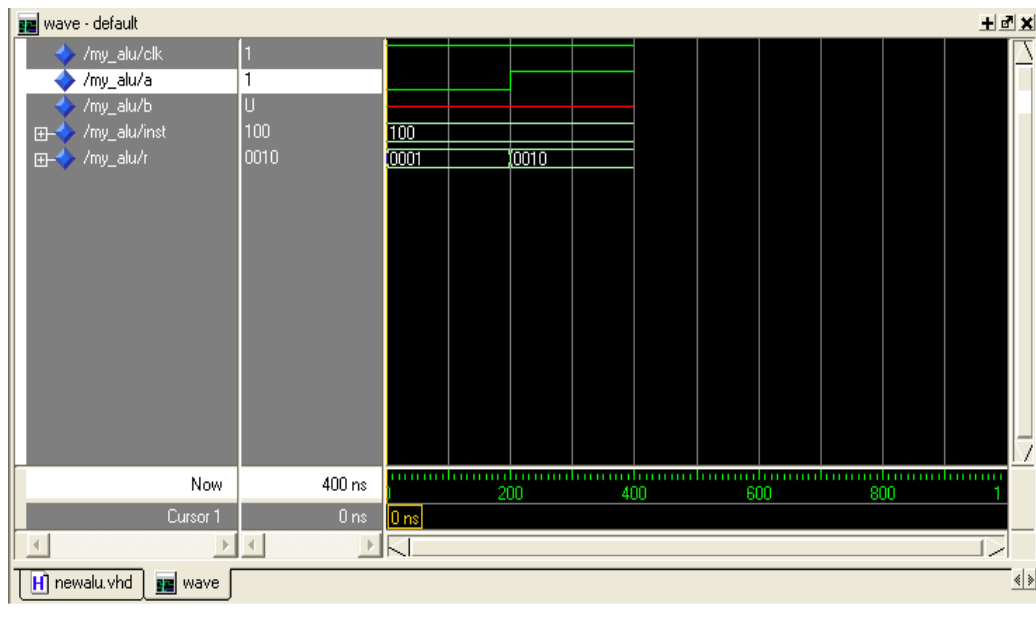 wave - default
/my_alu/clk 1
/my_alu/a 1
/my_alu/b U
/my_alu/inst 100 100
/my_alu/r 0010 0001 0010
Now 400 ns 200 400 600 800 1
Cursor 1 0 ns 0 ns
newalu.vhd wave